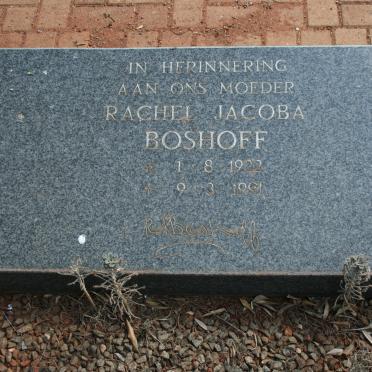 IN HERINNERING
AAN ONS MOEDER
RACHEL JACOBA
BOSHOFF
* 1 · 8 · 1922
+ 9 · 3 · 1991